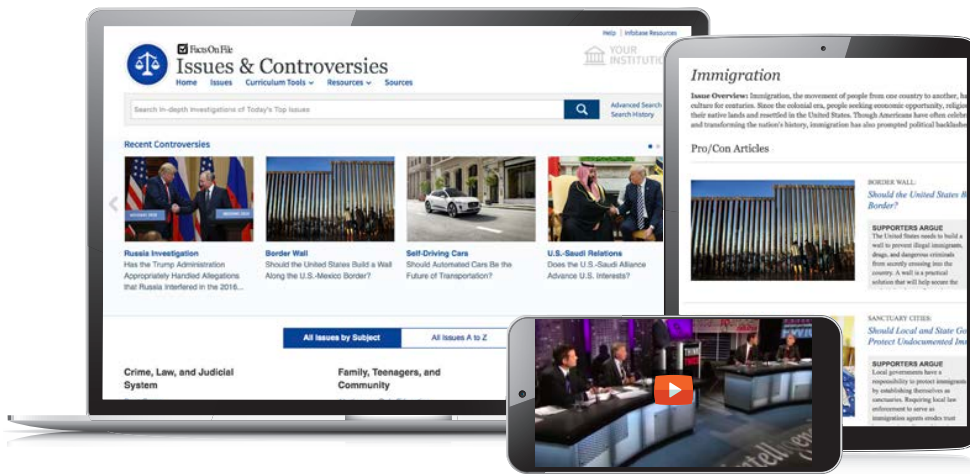 Help | Infobase Resources
Facts On File
Issues & Controversies
YOUR
INSTITUTIO
Home Issues Curriculum Tools Resources Sources
Search in-depth investigations of Today's Top Issues
Advanced Search
Search History
Recent Controversies
Russia Investigation
Has the Trump Administration
Appropriately Handled Allegations
that Russia Interfered in the 2016...
Border Wall
Should the United States Build a Wall
Along the U.S.-Mexico Border?
Self-Driving Cars
Should Automated Cars Be the
Future of Transportation?
U.S.-Saudi Relations
Does the U.S.-Saudi Alliance
Advance U.S. Interests?
All Issues by Subject
All Issues A to Z
Crime, Law, and Judicial
System
Family, Teenagers, and
Community
Immigration
Issue Overview: Immigration, the movement of people from one country to another, ha
culture for centuries. Since the colonial era, people seeking economic opportunity, religio
their native lands and resettled in the United States. Though Americans have often celebr
and transforming the nation's history, immigration has also prompted political backlashe
Pro/Con Articles
BORDER WALL:
Should the United States B
Border?
SUPPORTERS ARGUE
The United States needs to build a
wall to prevent illegal immigrants,
drugs, and dangerous criminals
from secretly crossing into the
country. A wall is a practical
solution that will help secure the
SANCTUARY CITIES:
Should Local and State Go
Protect Undocumented Imm
SUPPORTERS ARGUE
Local governments have a
responsibility to protect immigrants
by establishing themselves as
sanctuaries. Requiring local law
enforcement to serve as
immigration agents erodes trust